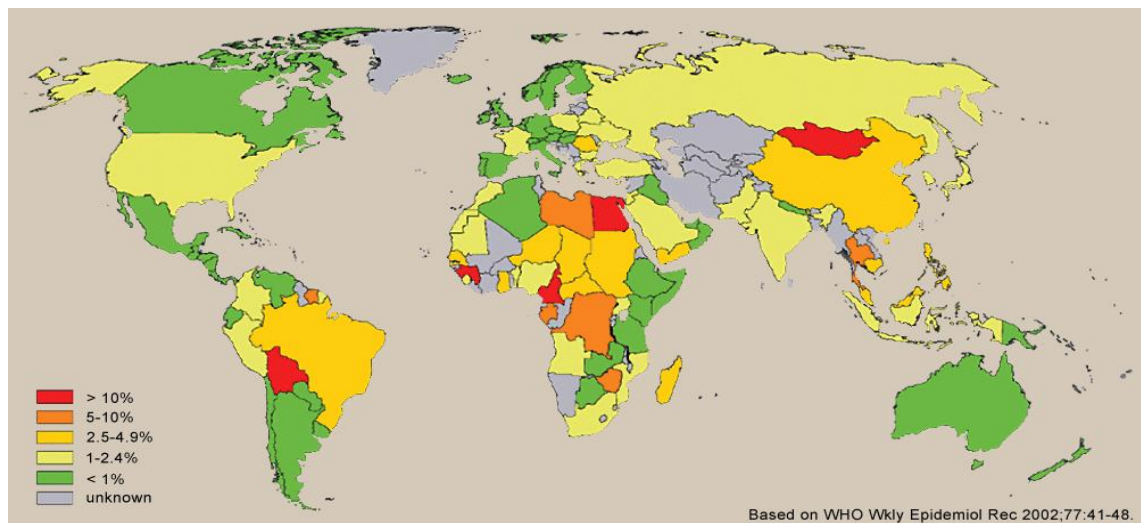 > 10%
5-10%
2.5-4.9%
1-2.4%
< 1%
unknown
Based on WHO Wkly Epidemiol Rec 2002;77:41-48.